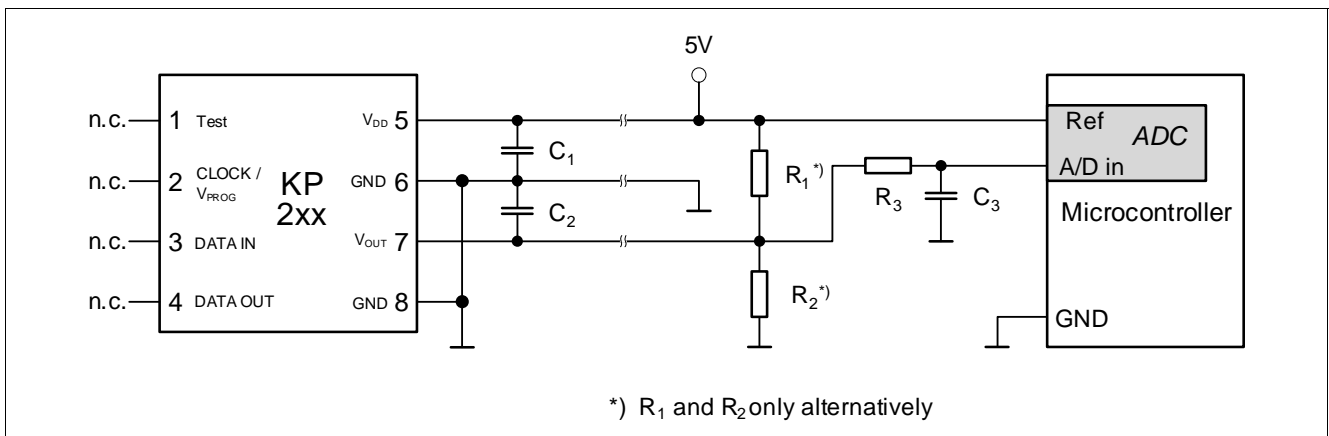 5V
n.c.
1 Test
V_DD 5
C₁
Ref
ADC
A/D in
n.c.
2 CLOCK / V_PROG
KP 2xx
GND 6
R₁*)
R₃
C₃
Microcontroller
C₂
n.c.
3 DATA IN
V_OUT 7
R₂*)
n.c.
4 DATA OUT
GND 8
GND
*) R₁ and R₂ only alternatively